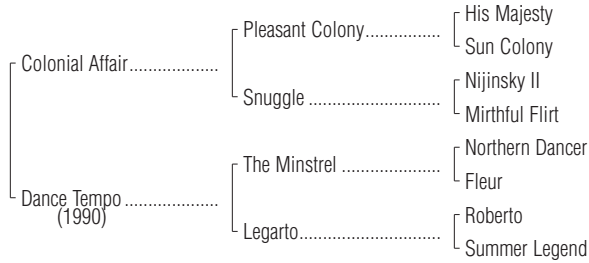 His Majesty
Pleasant Colony................
Sun Colony
Colonial Affair...................
Nijinsky II
Snuggle ............................
Mirthful Flirt
Northern Dancer
The Minstrel .....................
Fleur
Dance Tempo ....................
(1990)
Roberto
Legarto..............................
Summer Legend